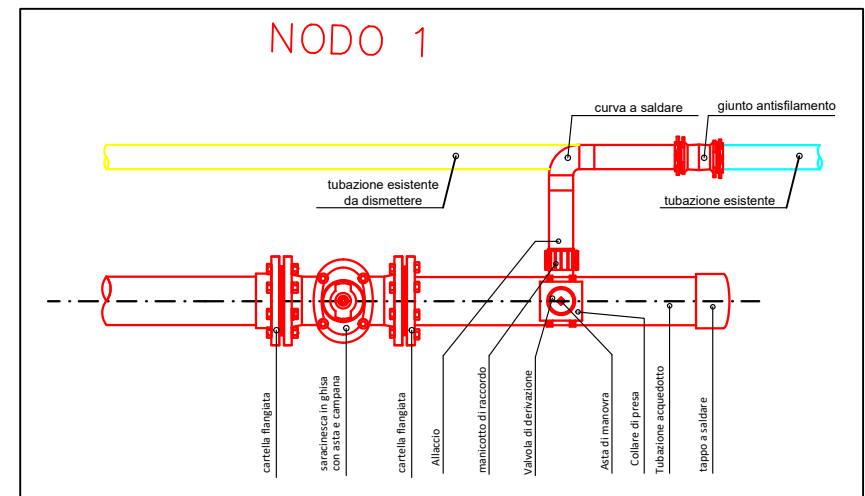 NODO 1
curva a saldare
giunto antisfilamento
tubazione esistente
da dismettere
tubazione esistente
cartella flangiata
saracinesca in ghisa
con asta e campana
cartella flangiata
Allaccio
manicotto di raccordo
Valvola di derivazione
Asta di manovra
Collare di presa
Tubazione acquedotto
tappo a saldare